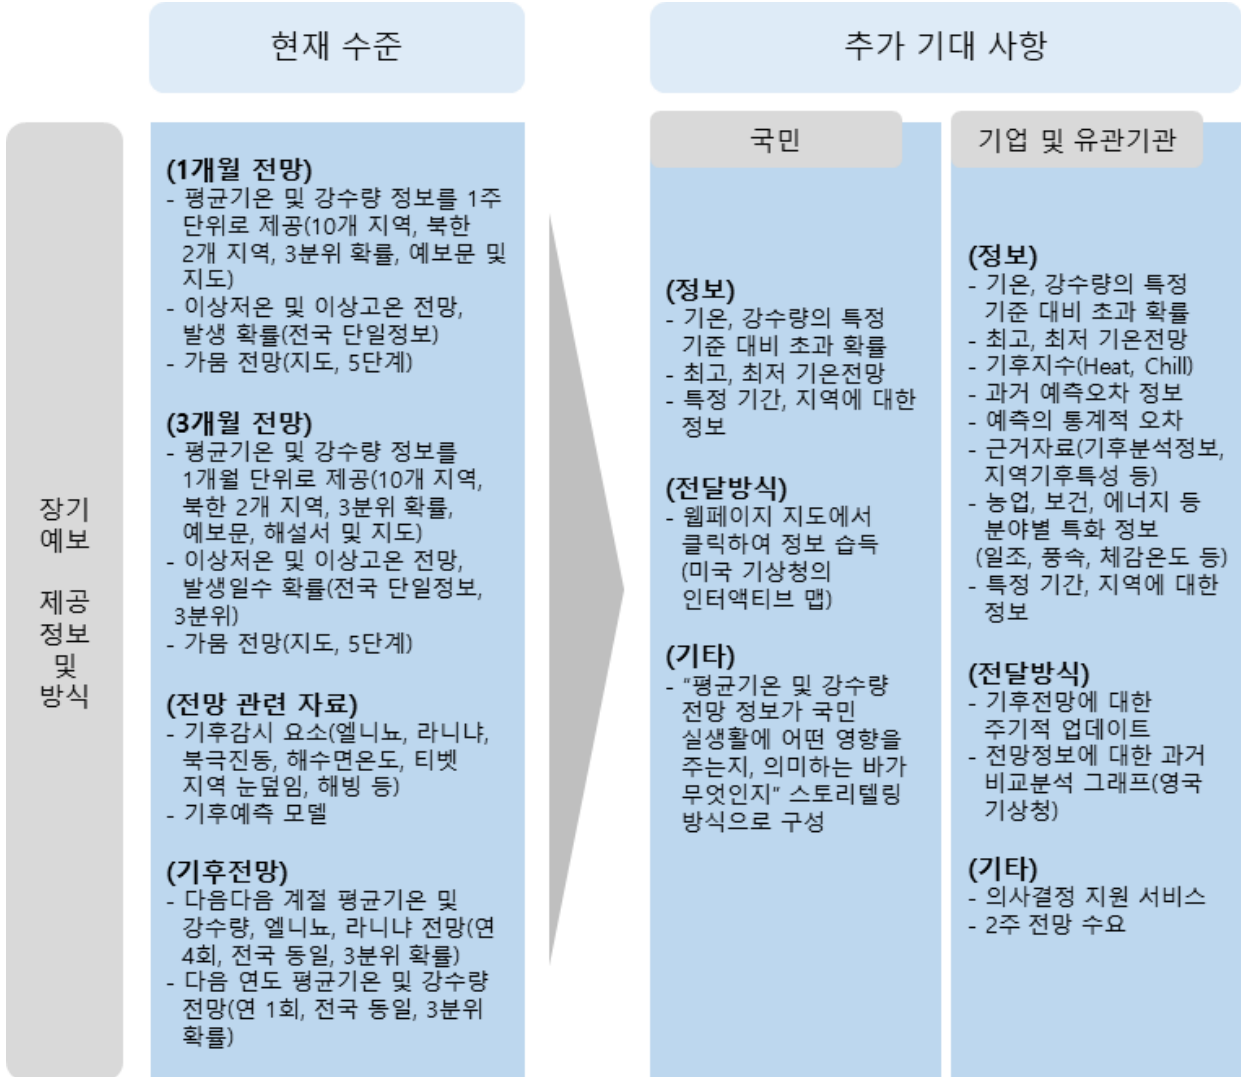 현재 수준
추가 기대 사항
장기
예보
제공
정보
및
방식
(1개월 전망)
- 평균기온 및 강수량 정보를 1주
단위로 제공(10개 지역, 북한
2개 지역, 3분위 확률, 예보문 및
지도)
- 이상저온 및 이상고온 전망,
발생 확률(전국 단일정보)
- 가뭄 전망(지도, 5단계)
(3개월 전망)
- 평균기온 및 강수량 정보를
1개월 단위로 제공(10개 지역,
북한 2개 지역, 3분위 확률,
예보문, 해설서 및 지도)
- 이상저온 및 이상고온 전망,
발생일수 확률(전국 단일정보,
3분위)
- 가뭄 전망(지도, 5단계)
(전망 관련 자료)
- 기후감시 요소(엘니뇨, 라니냐,
북극진동, 해수면온도, 티벳
지역 눈덮임, 해빙 등)
- 기후예측 모델
(기후전망)
- 다음다음 계절 평균기온 및
강수량, 엘니뇨, 라니냐 전망(연
4회, 전국 동일, 3분위 확률)
- 다음 연도 평균기온 및 강수량
전망(연 1회, 전국 동일, 3분위
확률)
국민
(정보)
- 기온, 강수량의 특정
기준 대비 초과 확률
- 최고, 최저 기온전망
- 특정 기간, 지역에 대한
정보
(전달방식)
- 웹페이지 지도에서
클릭하여 정보 습득
(미국 기상청의
인터액티브 맵)
(기타)
- "평균기온 및 강수량
전망 정보가 국민
실생활에 어떤 영향을
주는지, 의미하는 바가
무엇인지" 스토리텔링
방식으로 구성
기업 및 유관기관
(정보)
- 기온, 강수량의 특정
기준 대비 초과 확률
- 최고, 최저 기온전망
- 기후지수(Heat, Chill)
- 과거 예측오차 정보
- 예측의 통계적 오차
- 근거자료(기후분석정보,
지역기후특성 등)
- 농업, 보건, 에너지 등
분야별 특화 정보
(일조, 풍속, 체감온도 등)
- 특정 기간, 지역에 대한
정보
(전달방식)
- 기후전망에 대한
주기적 업데이트
- 전망정보에 대한 과거
비교분석 그래프(영국
기상청)
(기타)
- 의사결정 지원 서비스
- 2주 전망 수요